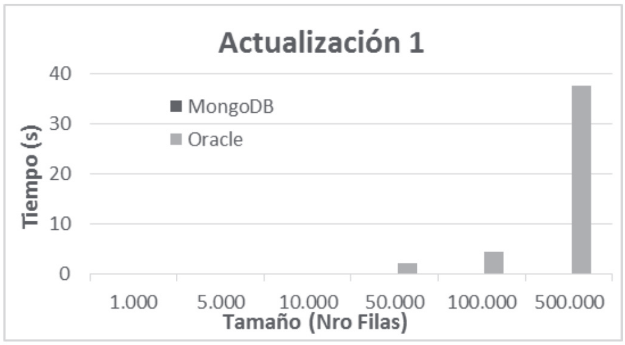 Actualización 1
40
30
20
10
0
Tiempo (s)
MongoDB
Oracle
1.000 5.000 10.000 50.000 100.000 500.000
Tamaño (Nro Filas)